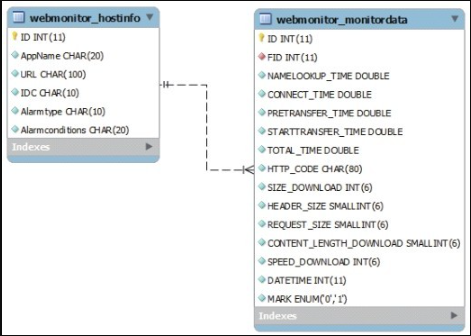 webmonitor_hostinfo
ID INT(11)
AppName CHAR(20)
URL CHAR(100)
IDC CHAR(10)
Alarmtype CHAR(10)
Alarmconditions CHAR(20)
Indexes
webmonitor_monitordata
ID INT(11)
FID INT(11)
NAMELOOKUP_TIME DOUBLE
CONNECT_TIME DOUBLE
PRETRANSFER_TIME DOUBLE
STARTTRANSFER_TIME DOUBLE
TOTAL_TIME DOUBLE
HTTP_CODE CHAR(80)
SIZE_DOWNLOAD INT(6)
HEADER_SIZE SMALLINT(6)
REQUEST_SIZE SMALLINT(6)
CONTENT_LENGTH_DOWNLOAD SMALLINT(6)
SPEED_DOWNLOAD INT(6)
DATETIME INT(11)
MARK ENUM('0','1')
Indexes